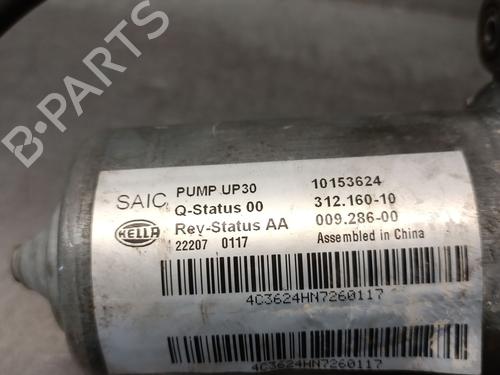 SAIC PUMP UP30 10153624
Q-Status 00 312.160-10
HELLA Rev-Status AA 009.286-00
22207 0117 Assembled in China
4C3624HN7260117
4C3624HN7260117